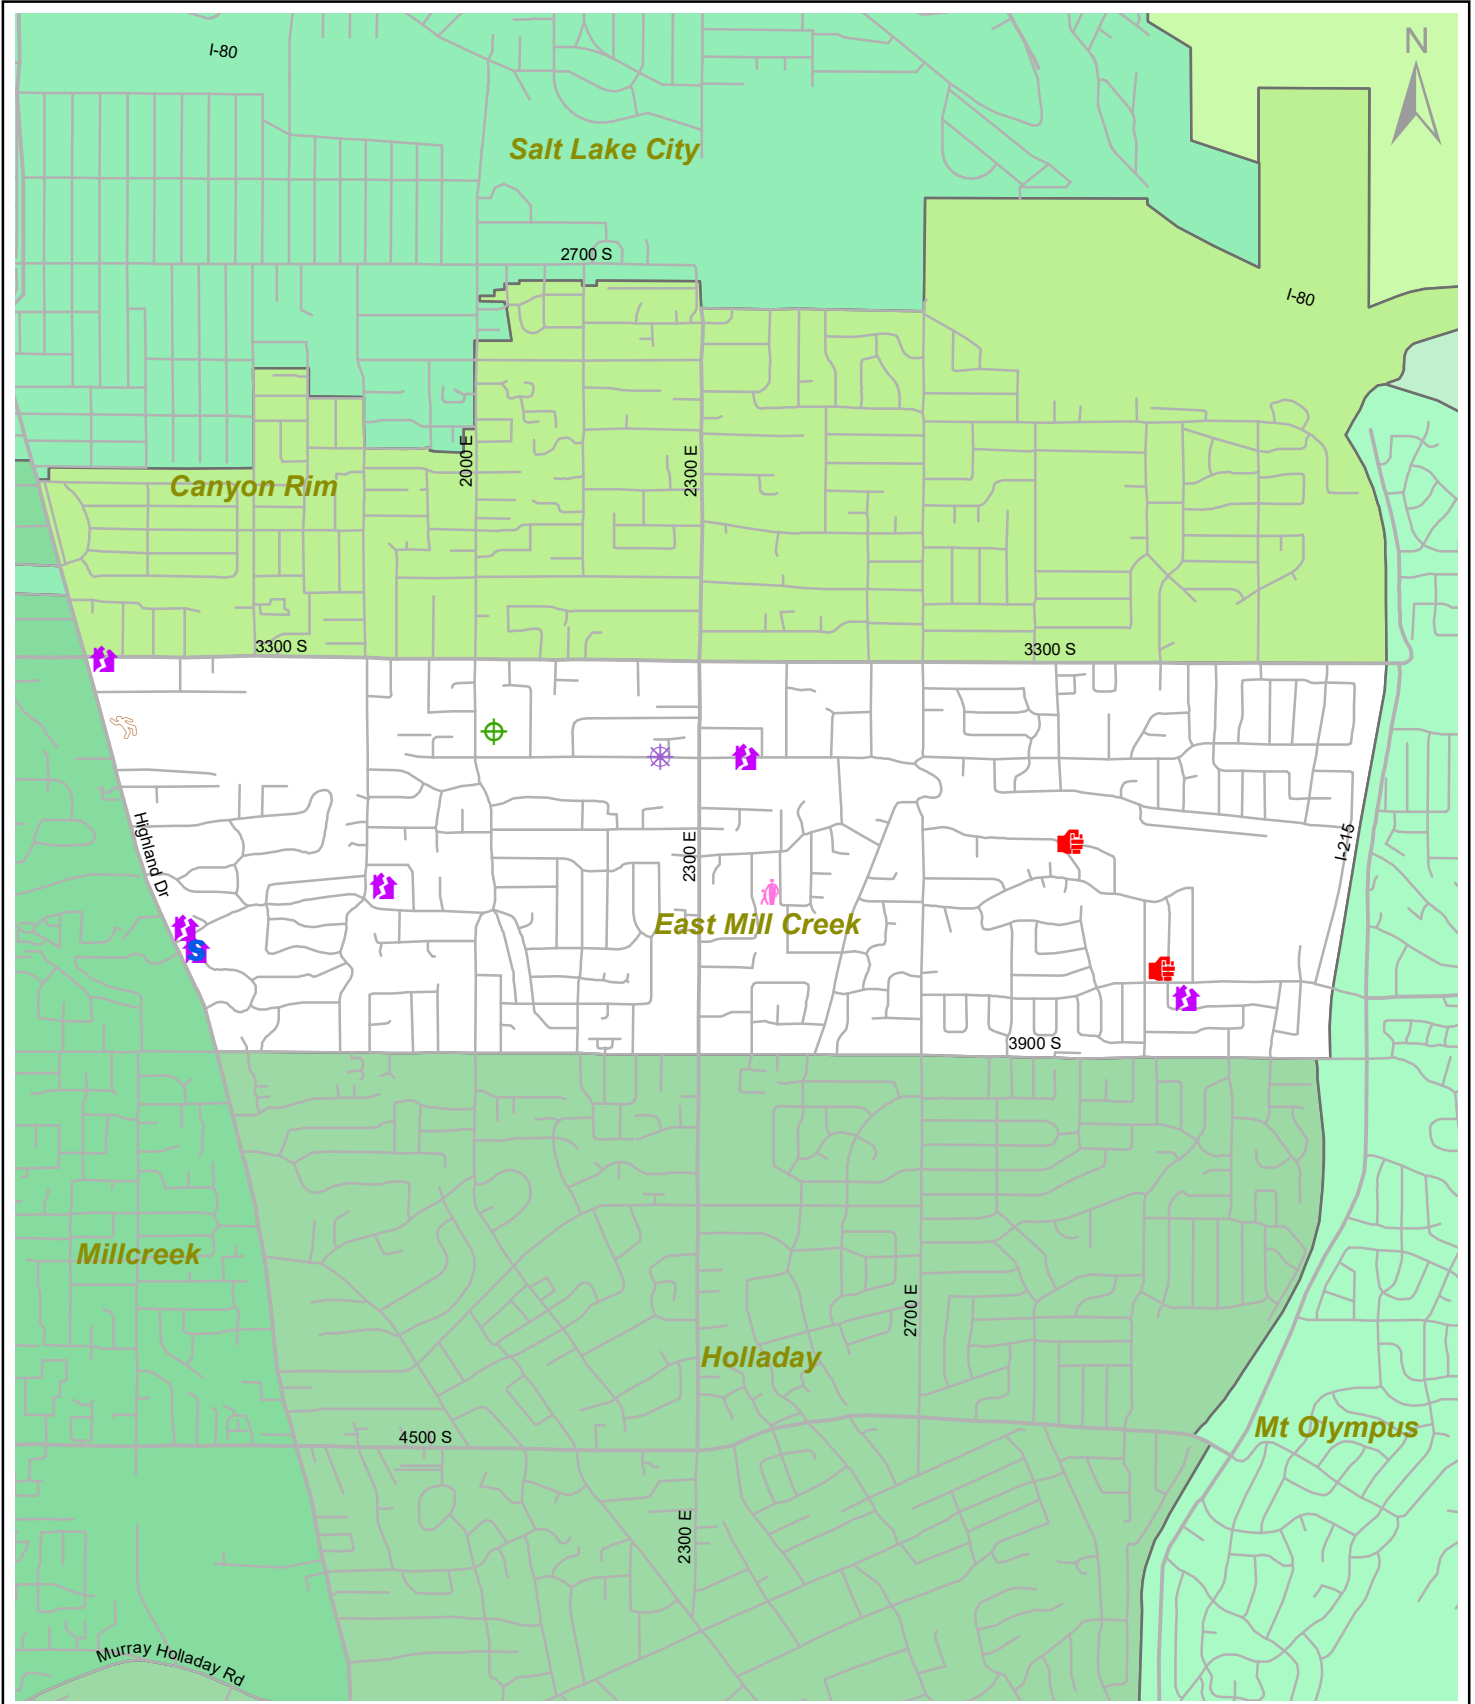 I-80
N
Salt Lake City
2700 S
I-80
2000 E
2300 E
Canyon Rim
3300 S
3300 S
Highland Dr
2300 E
I-215
East Mill Creek
S
3900 S
Millcreek
2700 E
Holladay
Mt Olympus
4500 S
2300 E
Murray Holladay Rd